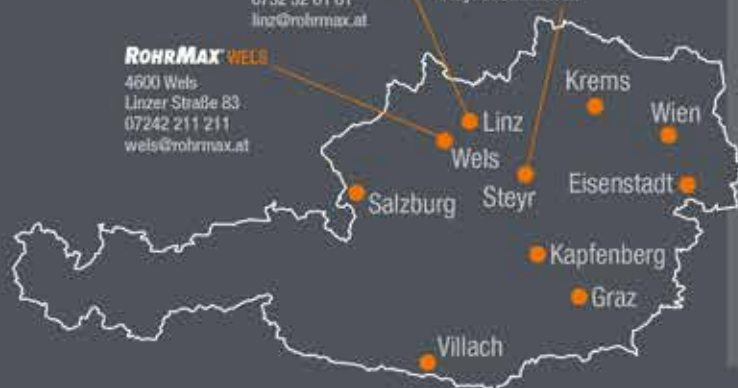 linz@rohrmax.at
ROHRMAX WELS
4600 Wels
Linzer Straße 83
07242 211 211
wels@rohrmax.at
Krems
Linz
Wien
Wels
Steyr
Eisenstadt
Salzburg
Kapfenberg
Graz
Villach